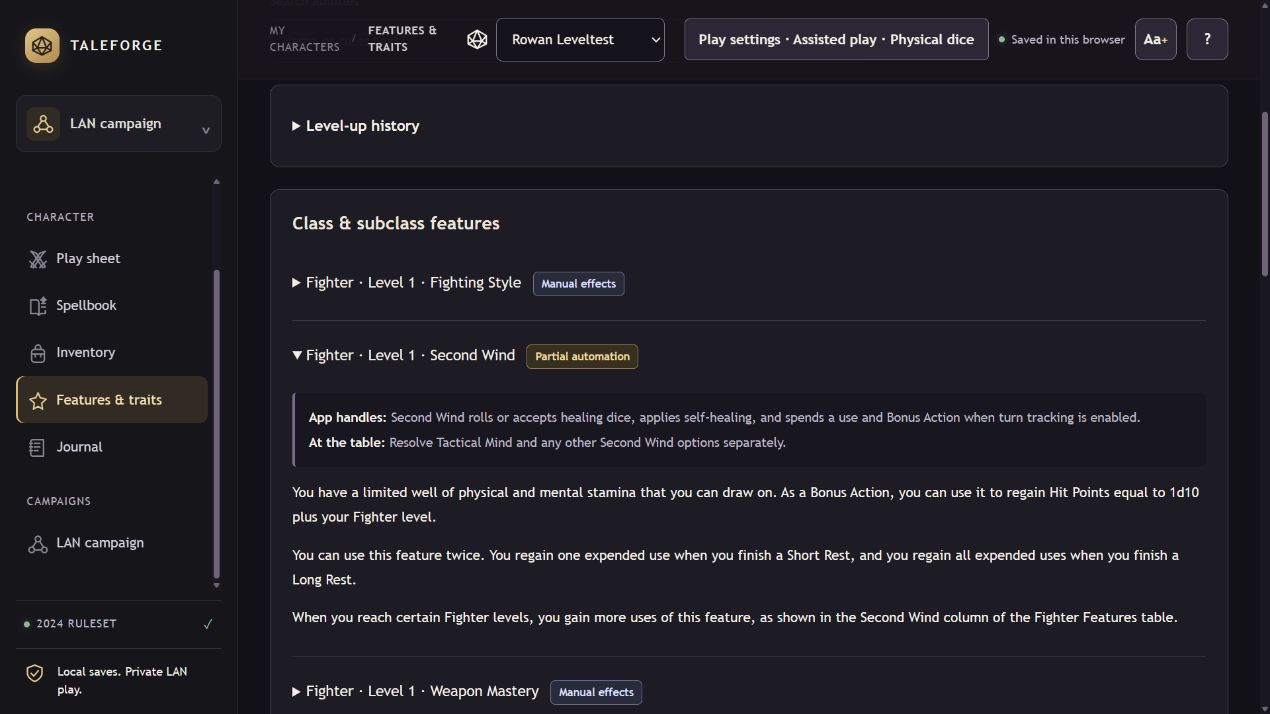 TALEFORGE
LAN campaign
CHARACTER
Play sheet
Spellbook
Inventory
Features & traits
Journal
CAMPAIGNS
LAN campaign
2024 RULESET
Local saves. Private LAN
play.
MY
CHARACTERS
/
FEATURES &
TRAITS
Rowan Leveltest
Play settings · Assisted play · Physical dice
Saved in this browser
Aa+
?
Level-up history
Class & subclass features
Fighter · Level 1 · Fighting Style
Manual effects
Fighter · Level 1 · Second Wind
Partial automation
App handles: Second Wind rolls or accepts healing dice, applies self-healing, and spends a use and Bonus Action when turn tracking is enabled.
At the table: Resolve Tactical Mind and any other Second Wind options separately.
You have a limited well of physical and mental stamina that you can draw on. As a Bonus Action, you can use it to regain Hit Points equal to 1d10
plus your Fighter level.
You can use this feature twice. You regain one expended use when you finish a Short Rest, and you regain all expended uses when you finish a
Long Rest.
When you reach certain Fighter levels, you gain more uses of this feature, as shown in the Second Wind column of the Fighter Features table.
Fighter · Level 1 · Weapon Mastery
Manual effects